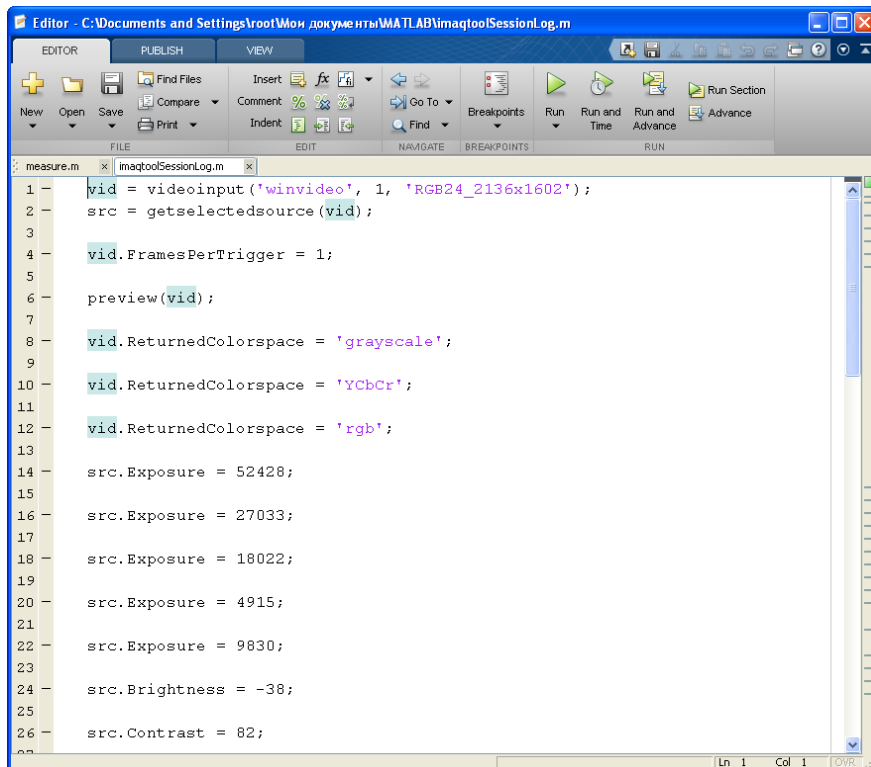 Editor - C:\Documents and Settings\root\Мои документы\MATLAB\imaqtoolSessionLog.m
EDITOR PUBLISH VIEW
New Open Save Find Files Compare Print
Insert fx Comment Indent
Go To Find
Breakpoints
Run Run and Time Run and Advance Run Section Advance
FILE EDIT NAVIGATE BREAKPOINTS RUN
measure.m imaqtoolSessionLog.m
1 vid = videoinput('winvideo', 1, 'RGB24_2136x1602');
2 src = getselectedsource(vid);
3
4 vid.FramesPerTrigger = 1;
5
6 preview(vid);
7
8 vid.ReturnedColorspace = 'grayscale';
9
10 vid.ReturnedColorspace = 'YCbCr';
11
12 vid.ReturnedColorspace = 'rgb';
13
14 src.Exposure = 52428;
15
16 src.Exposure = 27033;
17
18 src.Exposure = 18022;
19
20 src.Exposure = 4915;
21
22 src.Exposure = 9830;
23
24 src.Brightness = -38;
25
26 src.Contrast = 82;
Ln 1 Col 1 OVR